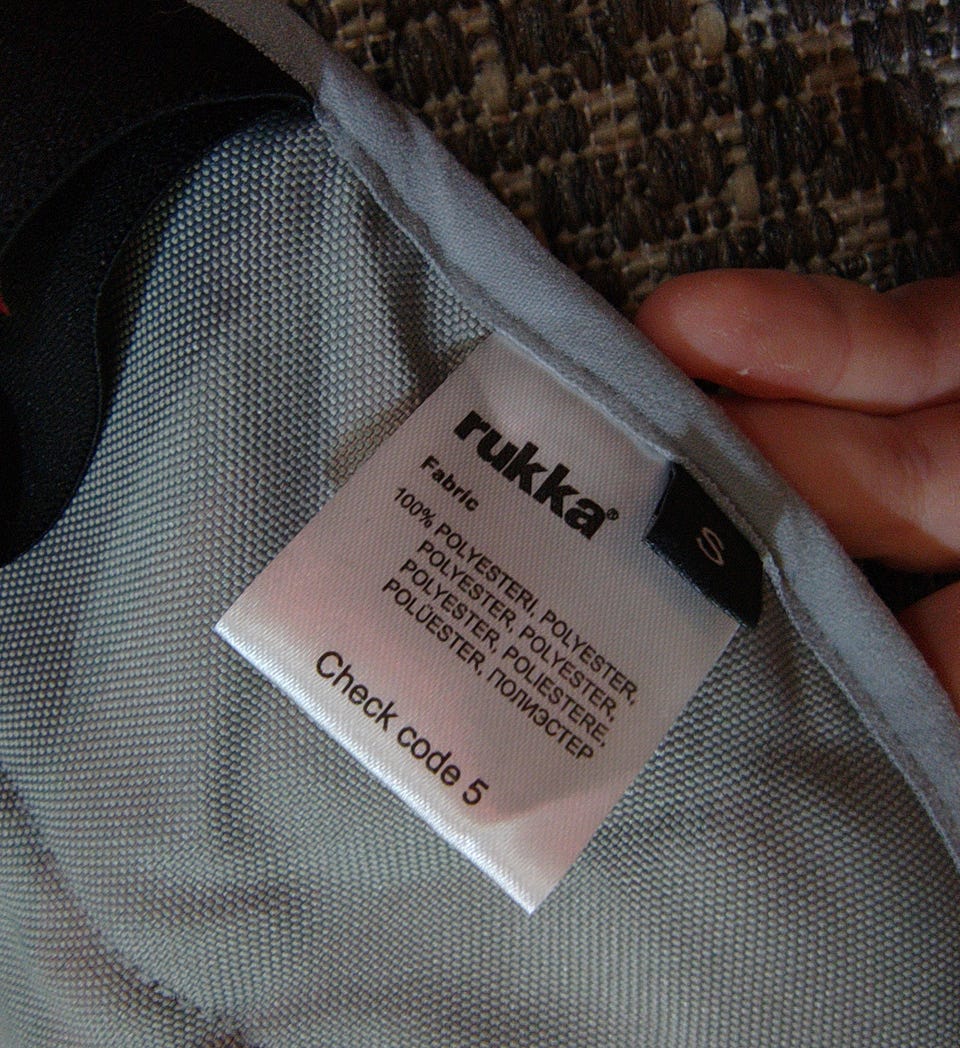 rukka®
S
Fabric
100% POLYESTERI, POLYESTER,
POLYESTER, POLYESTER,
POLYESTER, POLIESTERE,
POLÜESTER, ПОЛИЭСТЕР
Check code 5